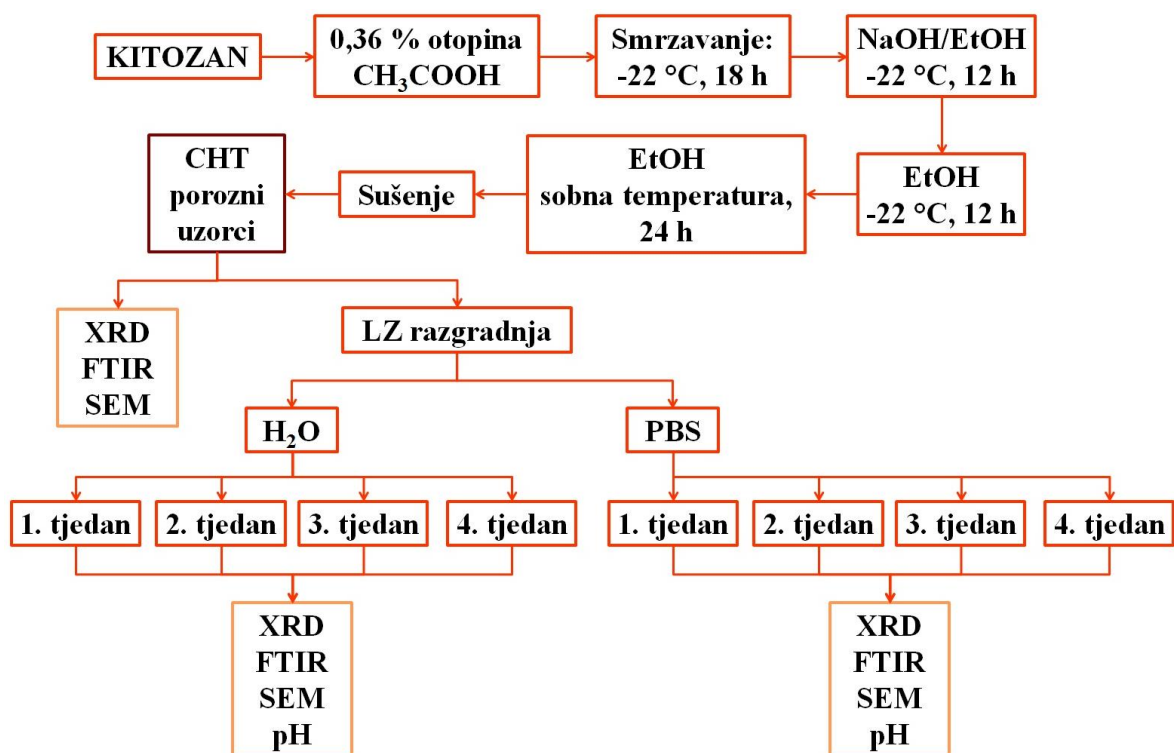 KITOZAN
0,36 % otopina
CH₃COOH
Smrzavanje:
-22 °C, 18 h
NaOH/EtOH
-22 °C, 12 h
EtOH
-22 °C, 12 h
EtOH
sobna temperatura,
24 h
Sušenje
CHT
porozni
uzorci
XRD
FTIR
SEM
LZ razgradnja
H₂O
PBS
1. tjedan
2. tjedan
3. tjedan
4. tjedan
1. tjedan
2. tjedan
3. tjedan
4. tjedan
XRD
FTIR
SEM
pH
XRD
FTIR
SEM
pH